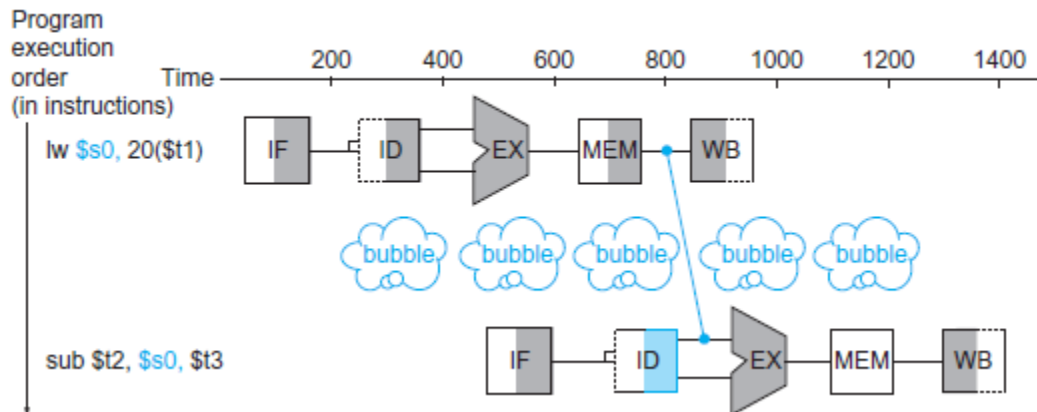 Program
execution
order
(in instructions)
Time
200 400 600 800 1000 1200 1400
lw $s0, 20($t1)
IF ID EX MEM WB
bubble bubble bubble bubble bubble
sub $t2, $s0, $t3
IF ID EX MEM WB